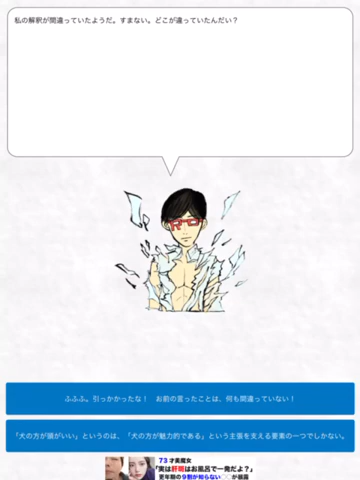 私の解釈が間違っていたようだ。すまない。どこが違っていたんだい？
ふふふ。引っかかったな！　お前の言ったことは、何も間違っていない！
「犬の方が頭がいい」というのは、「犬の方が魅力的である」という主張を支える要素の一つでしかない。
73 才美魔女
「実は肝斑はお風呂で一発だよ？」
更年期の９割が知らない〇〇が暴露